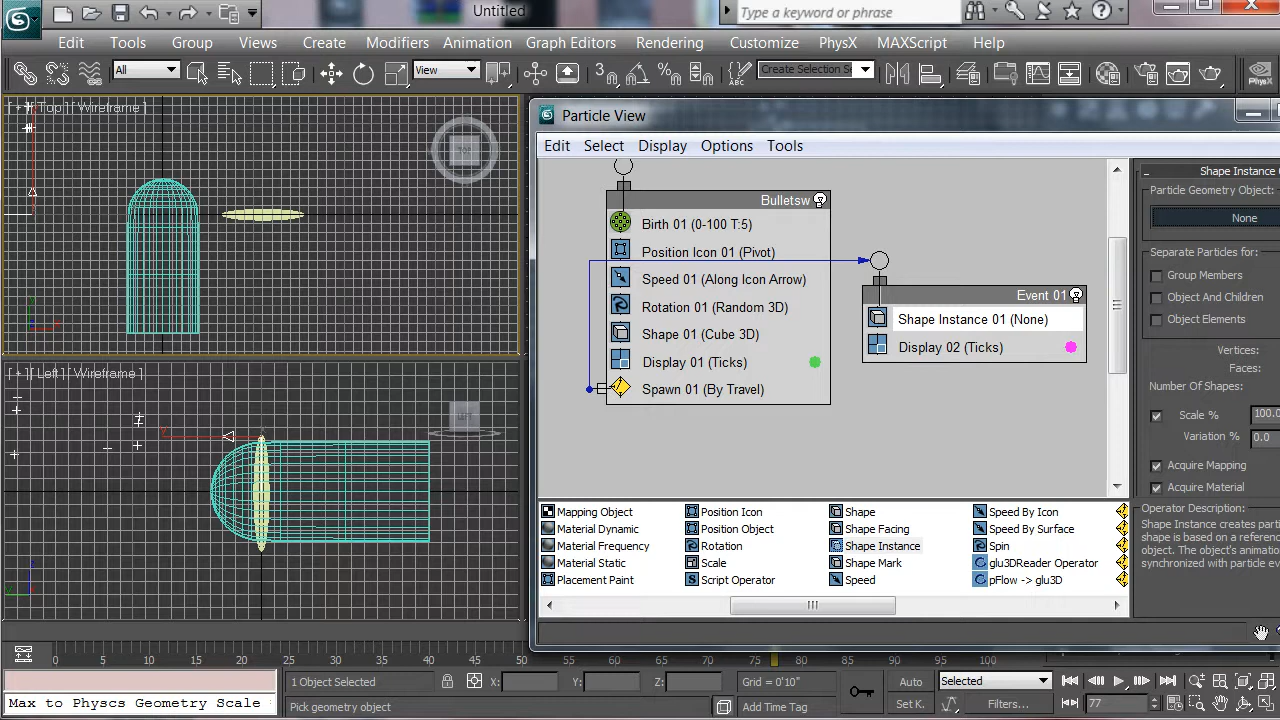 Untitled
Type a keyword or phrase
Edit Tools Group Views Create Modifiers Animation Graph Editors Rendering Customize PhysX MAXScript Help
All View Create Selection Se PhysX
[ + ] [ Top ] [ Wireframe ]
TOP
[ + ] [ Left ] [ Wireframe ]
LEFT
Particle View
Edit Select Display Options Tools
Bulletsw
Birth 01 (0-100 T:5)
Position Icon 01 (Pivot)
Speed 01 (Along Icon Arrow)
Rotation 01 (Random 3D)
Shape 01 (Cube 3D)
Display 01 (Ticks)
Spawn 01 (By Travel)
Event 01
Shape Instance 01 (None)
Display 02 (Ticks)
Shape Instance
Particle Geometry Object:
None
Separate Particles for:
Group Members
Object And Children
Object Elements
Vertices:
Faces:
Number Of Shapes:
Scale % 100.0
Variation % 0.0
Acquire Mapping
Acquire Material
Mapping Object Position Icon Shape Speed By Icon
Material Dynamic Position Object Shape Facing Speed By Surface
Material Frequency Rotation Shape Instance Spin
Material Static Scale Shape Mark glu3DReader Operator
Placement Paint Script Operator Speed pFlow -> glu3D
Operator Description:
Shape Instance creates partic
shape is based on a referenc
object. The object's animatio
synchronized with particle ev
0 5 10 15 20 25 30 35 40 45 50 55 60 65 70 75 80 85 90 95 100
1 Object Selected X: Y: Z: Grid = 0'10" Auto Selected
Max to Physcs Geometry Scale Pick geometry object Add Time Tag Set K. Filters... 77